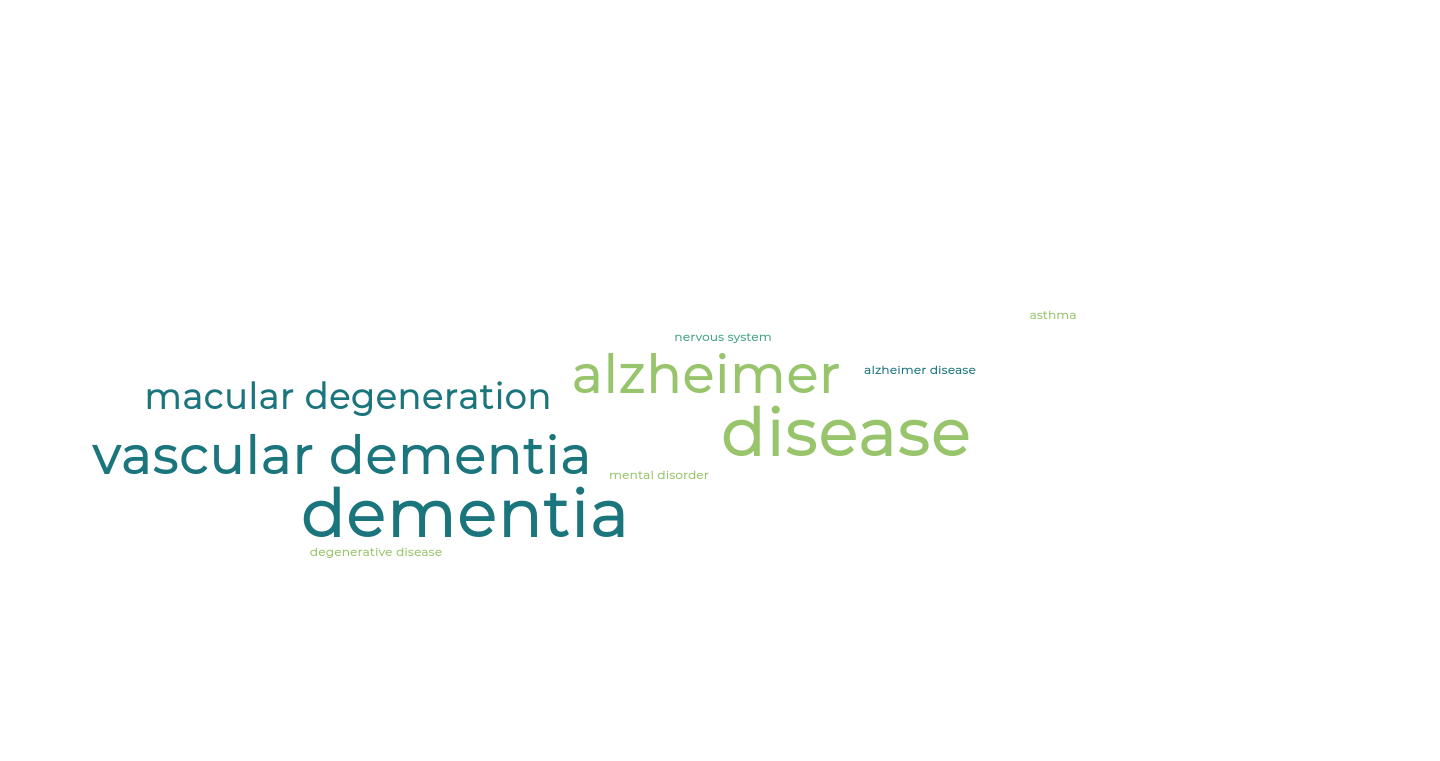 asthma
nervous system
alzheimer
alzheimer disease
macular degeneration
disease
vascular dementia
mental disorder
dementia
degenerative disease